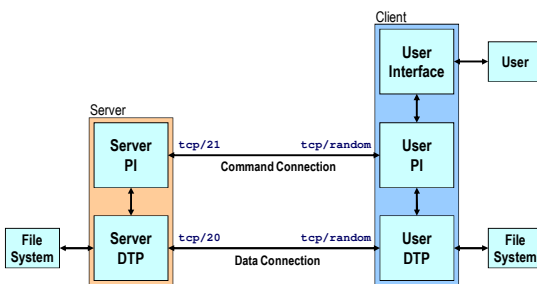 Client
User
Interface
User
Server
Server
PI
tcp/21
tcp/random
Command Connection
User
PI
File
System
Server
DTP
tcp/20
tcp/random
Data Connection
User
DTP
File
System